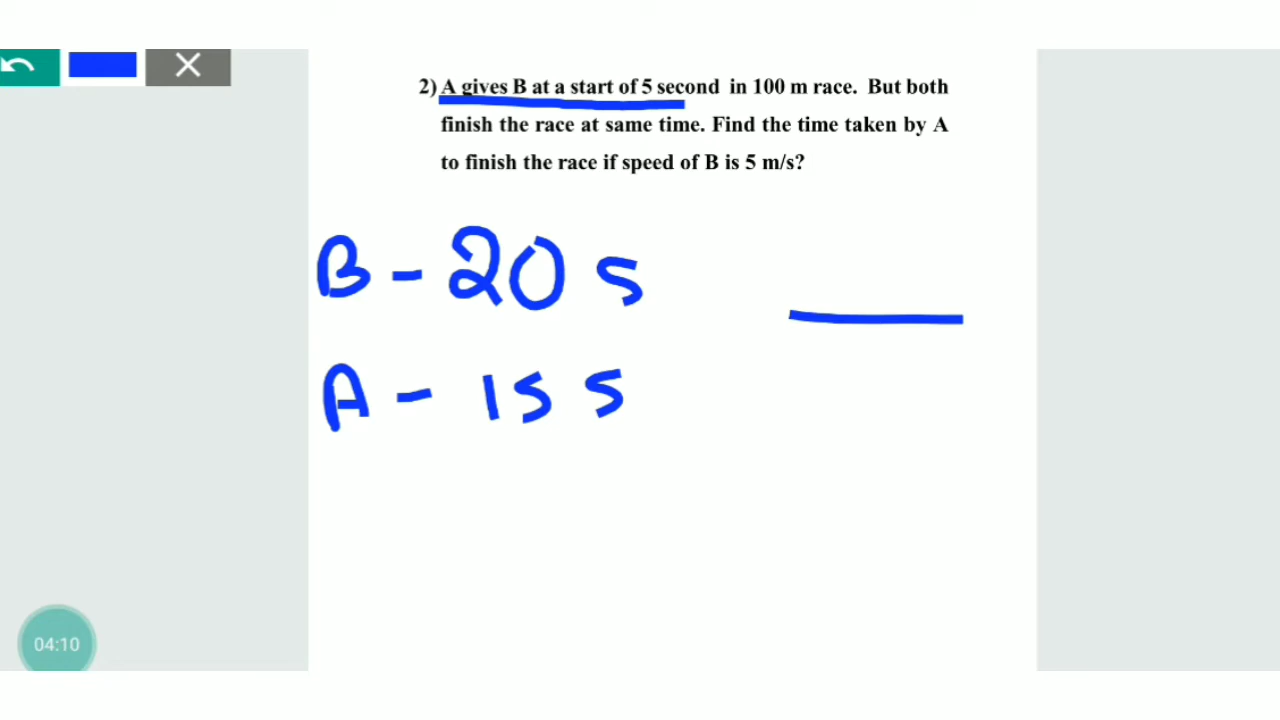 2) A gives B at a start of 5 second in 100 m race. But both
finish the race at same time. Find the time taken by A
to finish the race if speed of B is 5 m/s?
B - 20 s
A - 15 s
04:10